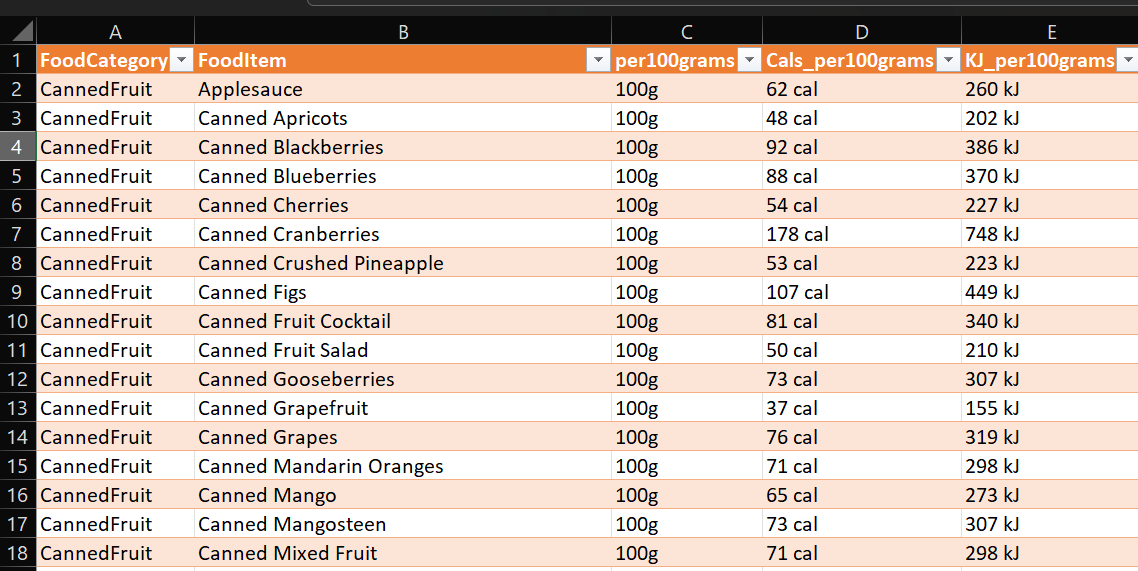 A B C D E
1 FoodCategory FoodItem per100grams Cals_per100grams KJ_per100grams
2 CannedFruit Applesauce 100g 62 cal 260 kJ
3 CannedFruit Canned Apricots 100g 48 cal 202 kJ
4 CannedFruit Canned Blackberries 100g 92 cal 386 kJ
5 CannedFruit Canned Blueberries 100g 88 cal 370 kJ
6 CannedFruit Canned Cherries 100g 54 cal 227 kJ
7 CannedFruit Canned Cranberries 100g 178 cal 748 kJ
8 CannedFruit Canned Crushed Pineapple 100g 53 cal 223 kJ
9 CannedFruit Canned Figs 100g 107 cal 449 kJ
10 CannedFruit Canned Fruit Cocktail 100g 81 cal 340 kJ
11 CannedFruit Canned Fruit Salad 100g 50 cal 210 kJ
12 CannedFruit Canned Gooseberries 100g 73 cal 307 kJ
13 CannedFruit Canned Grapefruit 100g 37 cal 155 kJ
14 CannedFruit Canned Grapes 100g 76 cal 319 kJ
15 CannedFruit Canned Mandarin Oranges 100g 71 cal 298 kJ
16 CannedFruit Canned Mango 100g 65 cal 273 kJ
17 CannedFruit Canned Mangosteen 100g 73 cal 307 kJ
18 CannedFruit Canned Mixed Fruit 100g 71 cal 298 kJ